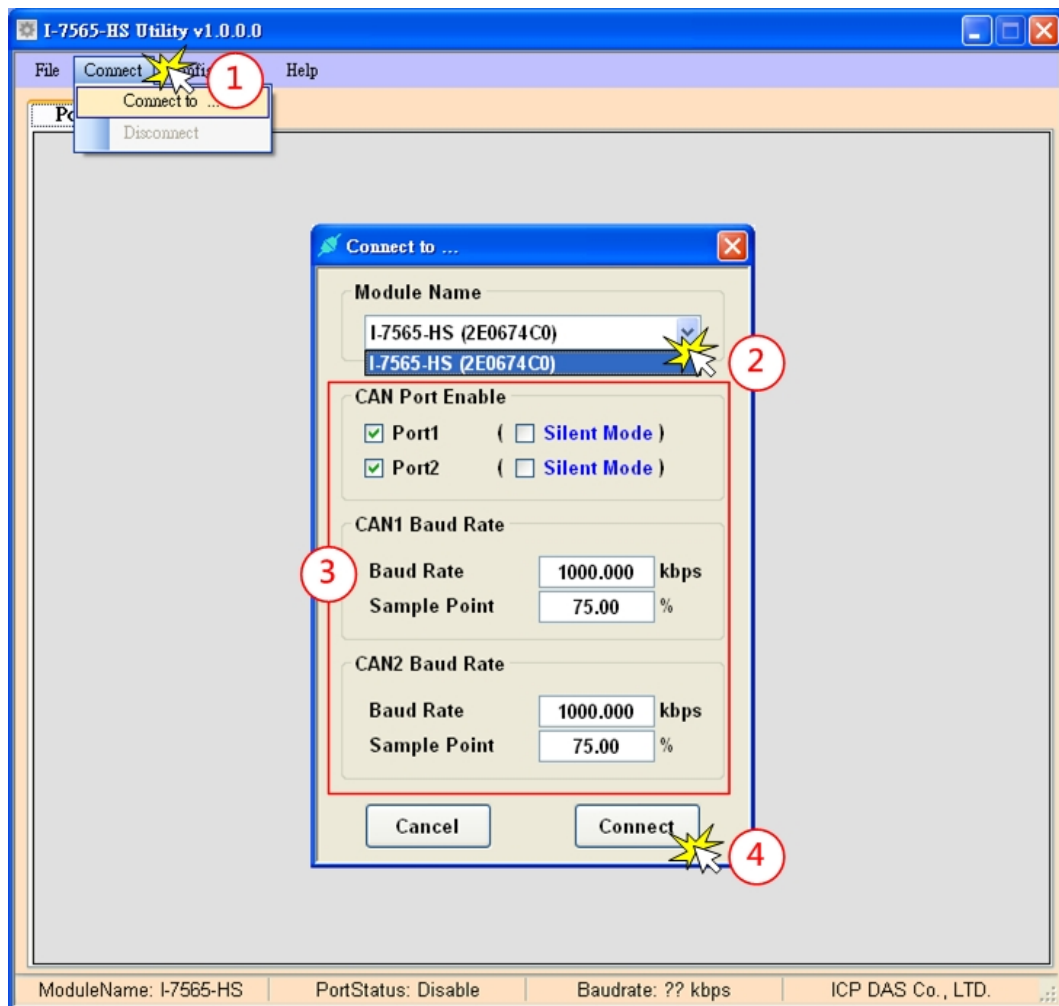 I-7565-HS Utility v1.0.0.0
File Connect Help
1
Connect to ...
Disconnect
Connect to ...
Module Name
I-7565-HS (2E0674C0)
I-7565-HS (2E0674C0)
2
CAN Port Enable
Port1 ( Silent Mode )
Port2 ( Silent Mode )
CAN1 Baud Rate
3
Baud Rate 1000.000 kbps
Sample Point 75.00 %
CAN2 Baud Rate
Baud Rate 1000.000 kbps
Sample Point 75.00 %
Cancel Connect
4
ModuleName: I-7565-HS PortStatus: Disable Baudrate: ?? kbps ICP DAS Co., LTD.